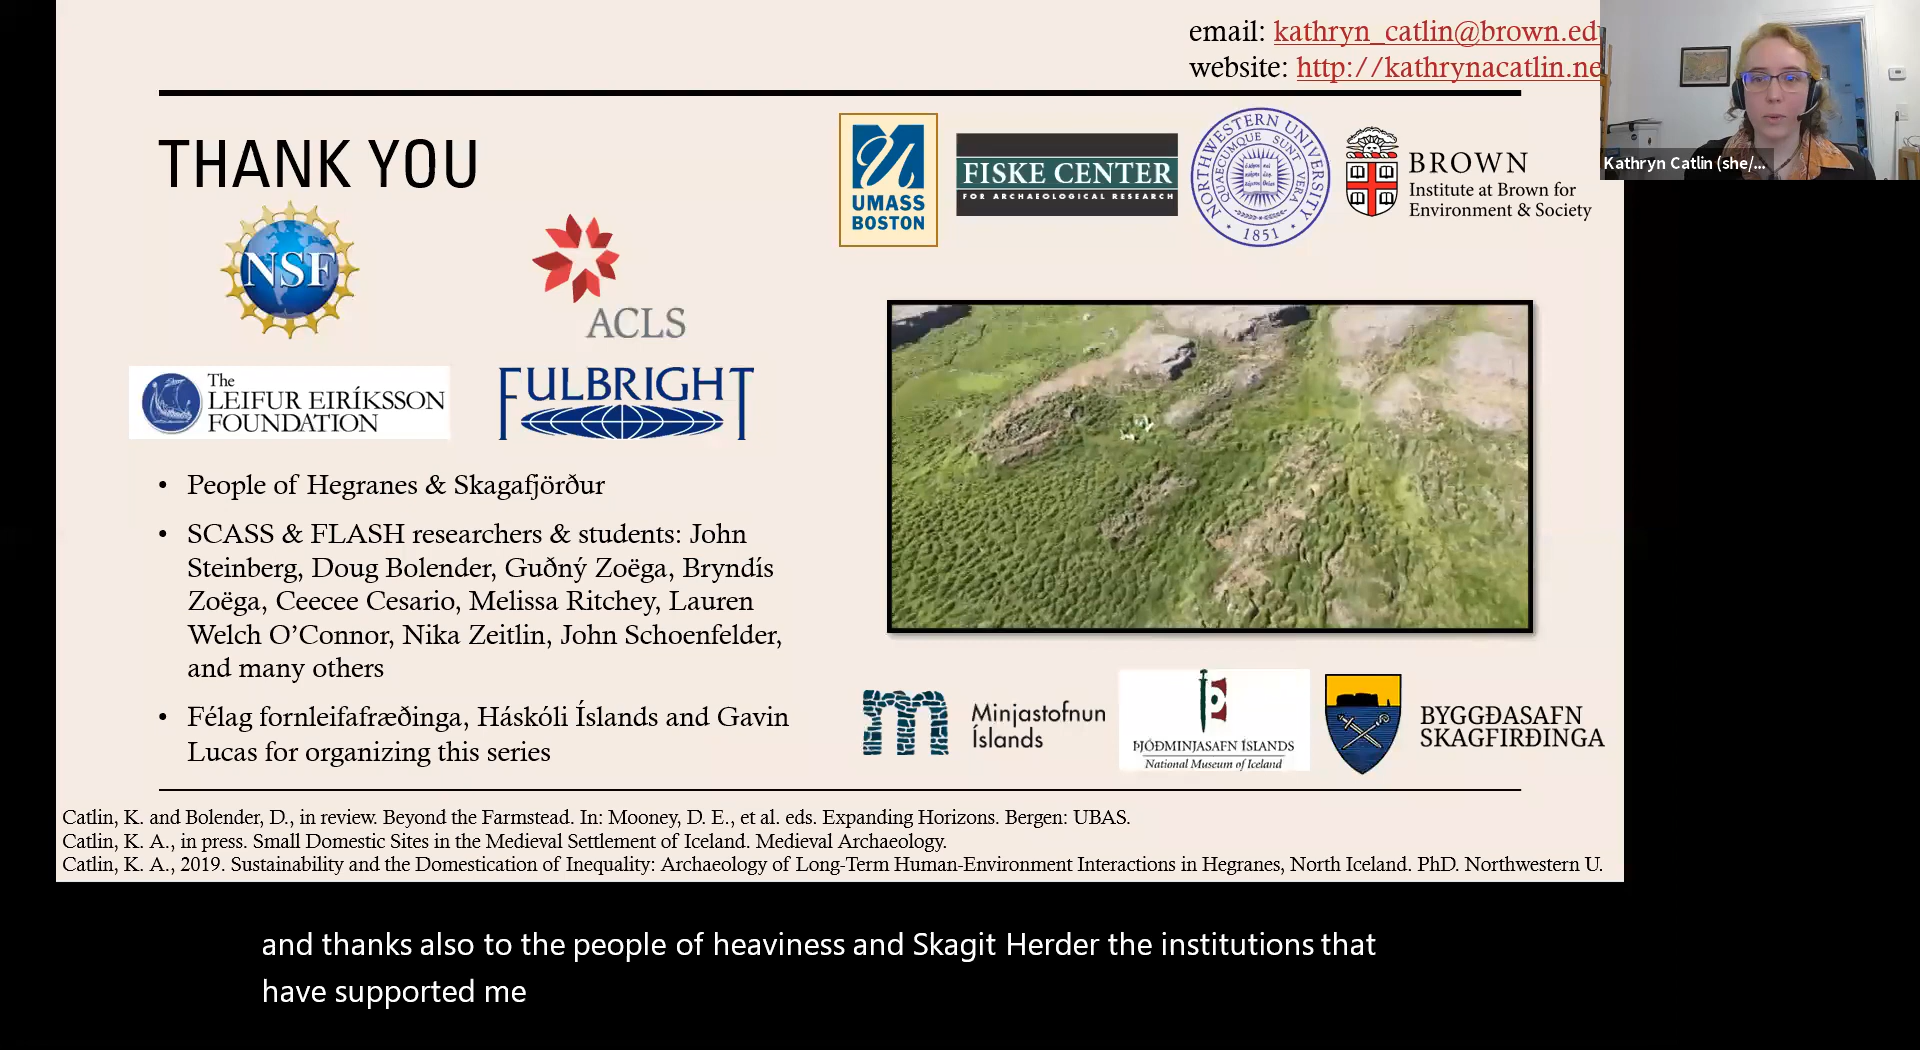 email: kathryn_catlin@brown.ed
website: http://kathrynacatlin.ne
Kathryn Catlin (she/...
THANK YOU
UMASS
BOSTON
FISKE CENTER
FOR ARCHAEOLOGICAL RESEARCH
NORTHWESTERN UNIVERSITY
QUAECUMQUE SUNT VERA
1851
BROWN
Institute at Brown for
Environment & Society
NSF
ACLS
The
LEIFUR EIRÍKSSON
FOUNDATION
FULBRIGHT
• People of Hegranes & Skagafjörður
• SCASS & FLASH researchers & students: John
Steinberg, Doug Bolender, Guðný Zoëga, Bryndís
Zoëga, Ceecee Cesario, Melissa Ritchey, Lauren
Welch O’Connor, Nika Zeitlin, John Schoenfelder,
and many others
• Félag fornleifafræðinga, Háskóli Íslands and Gavin
Lucas for organizing this series
Minjastofnun
Íslands
ÞJÓÐMINJASAFN ÍSLANDS
National Museum of Iceland
BYGGÐASAFN
SKAGFIRÐINGA
Catlin, K. and Bolender, D., in review. Beyond the Farmstead. In: Mooney, D. E., et al. eds. Expanding Horizons. Bergen: UBAS.
Catlin, K. A., in press. Small Domestic Sites in the Medieval Settlement of Iceland. Medieval Archaeology.
Catlin, K. A., 2019. Sustainability and the Domestication of Inequality: Archaeology of Long-Term Human-Environment Interactions in Hegranes, North Iceland. PhD. Northwestern U.
and thanks also to the people of heaviness and Skagit Herder the institutions that
have supported me